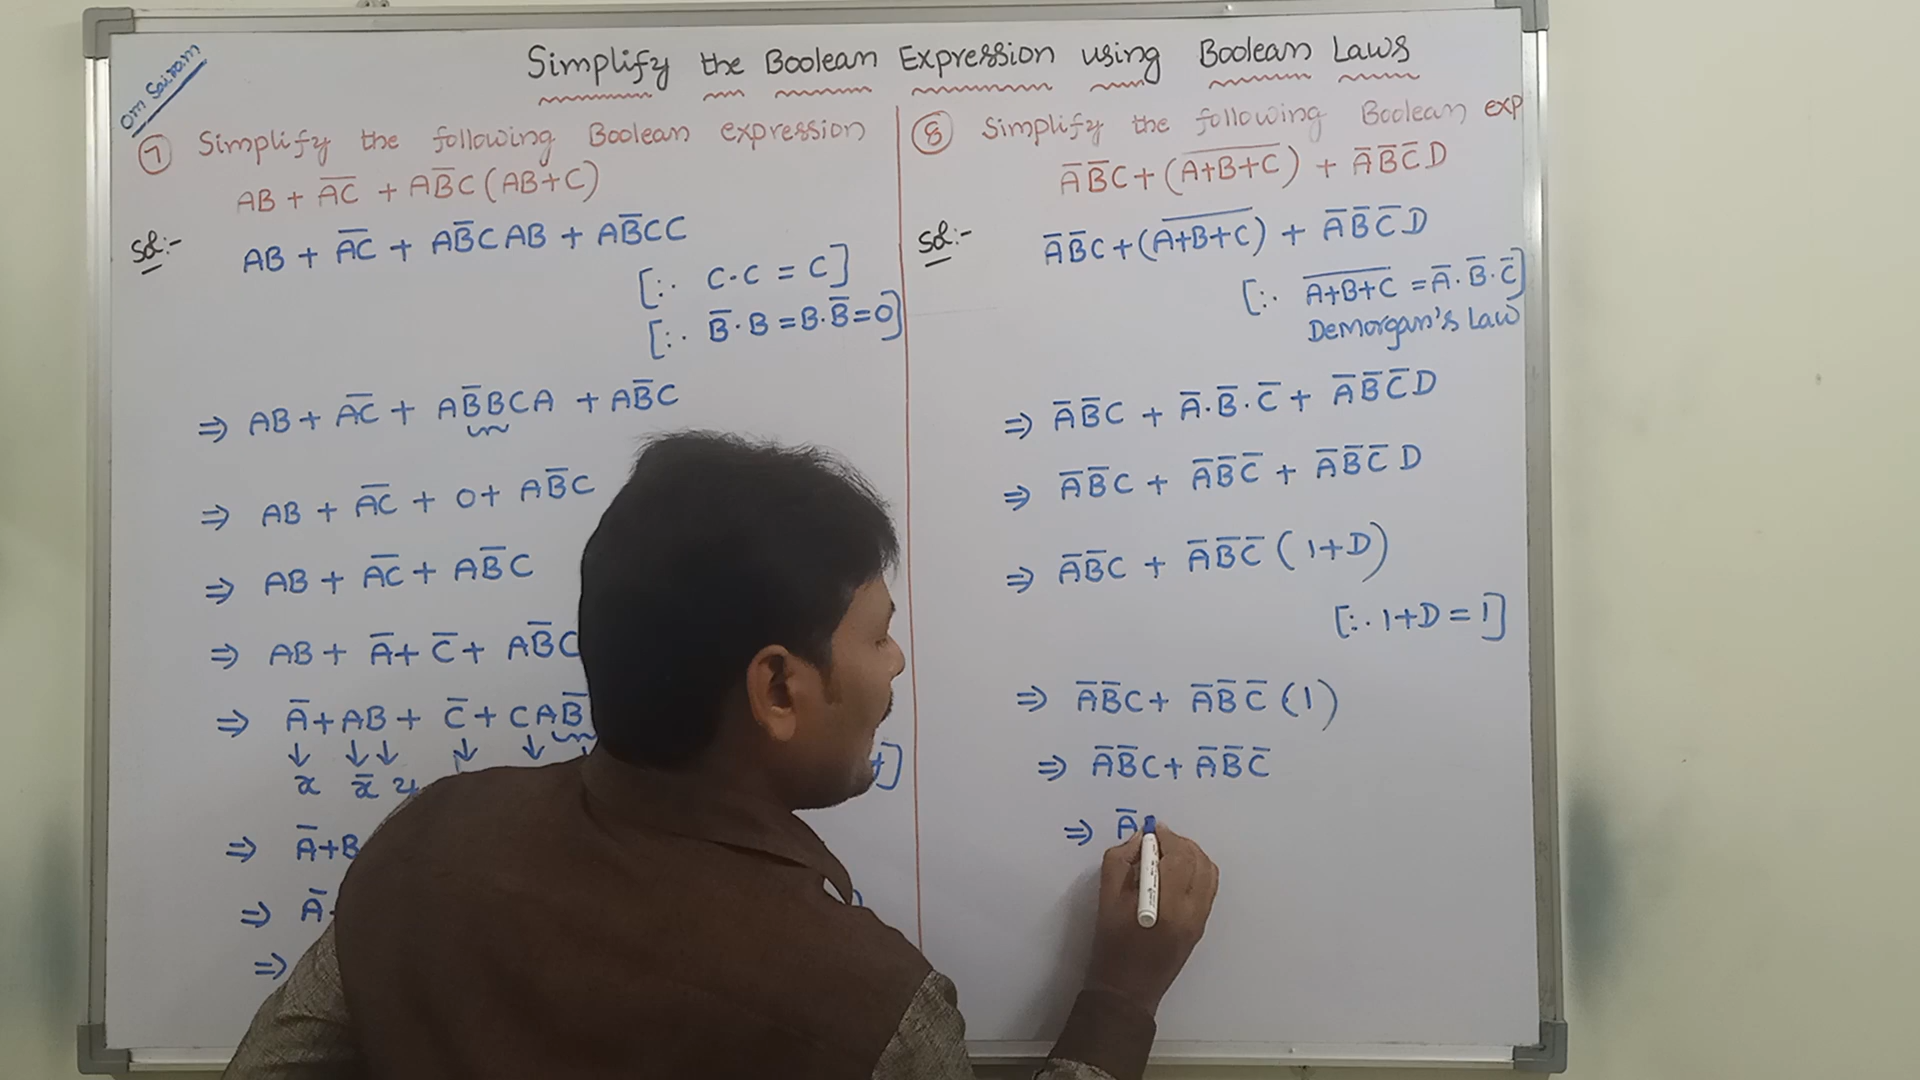 Om Sairam
Simplify the Boolean Expression using Boolean Laws
⑦ Simplify the following Boolean expression
AB + A̅C̅ + AB̅C (AB+C)
Sol:-
AB + A̅C̅ + AB̅CAB + AB̅CC
[∵ C·C = C]
[∵ B̅·B = B·B̅ = 0]
⇒ AB + A̅C̅ + AB̅BCA + AB̅C
⇒ AB + A̅C̅ + 0 + AB̅C
⇒ AB + A̅C̅ + AB̅C
⇒ AB + A̅ + C̅ + AB̅C
⇒ A̅ + AB + C̅ + CAB̅
↓ ↓ ↓ ↓ ↓
x x̅ y
⇒ A̅+B
⇒ A̅
⇒
⑧ Simplify the following Boolean exp
A̅B̅C + (A̅+̅B̅+̅C̅) + A̅B̅C̅D
Sol:-
A̅B̅C + (A̅+̅B̅+̅C̅) + A̅B̅C̅D
[∵ A̅+̅B̅+̅C̅ = A̅·B̅·C̅]
DeMorgan's Law
⇒ A̅B̅C + A̅·B̅·C̅ + A̅B̅C̅D
⇒ A̅B̅C + A̅B̅C̅ + A̅B̅C̅D
⇒ A̅B̅C + A̅B̅C̅ (1+D)
[∵ 1+D = 1]
⇒ A̅B̅C + A̅B̅C̅ (1)
⇒ A̅B̅C + A̅B̅C̅
⇒ A̅